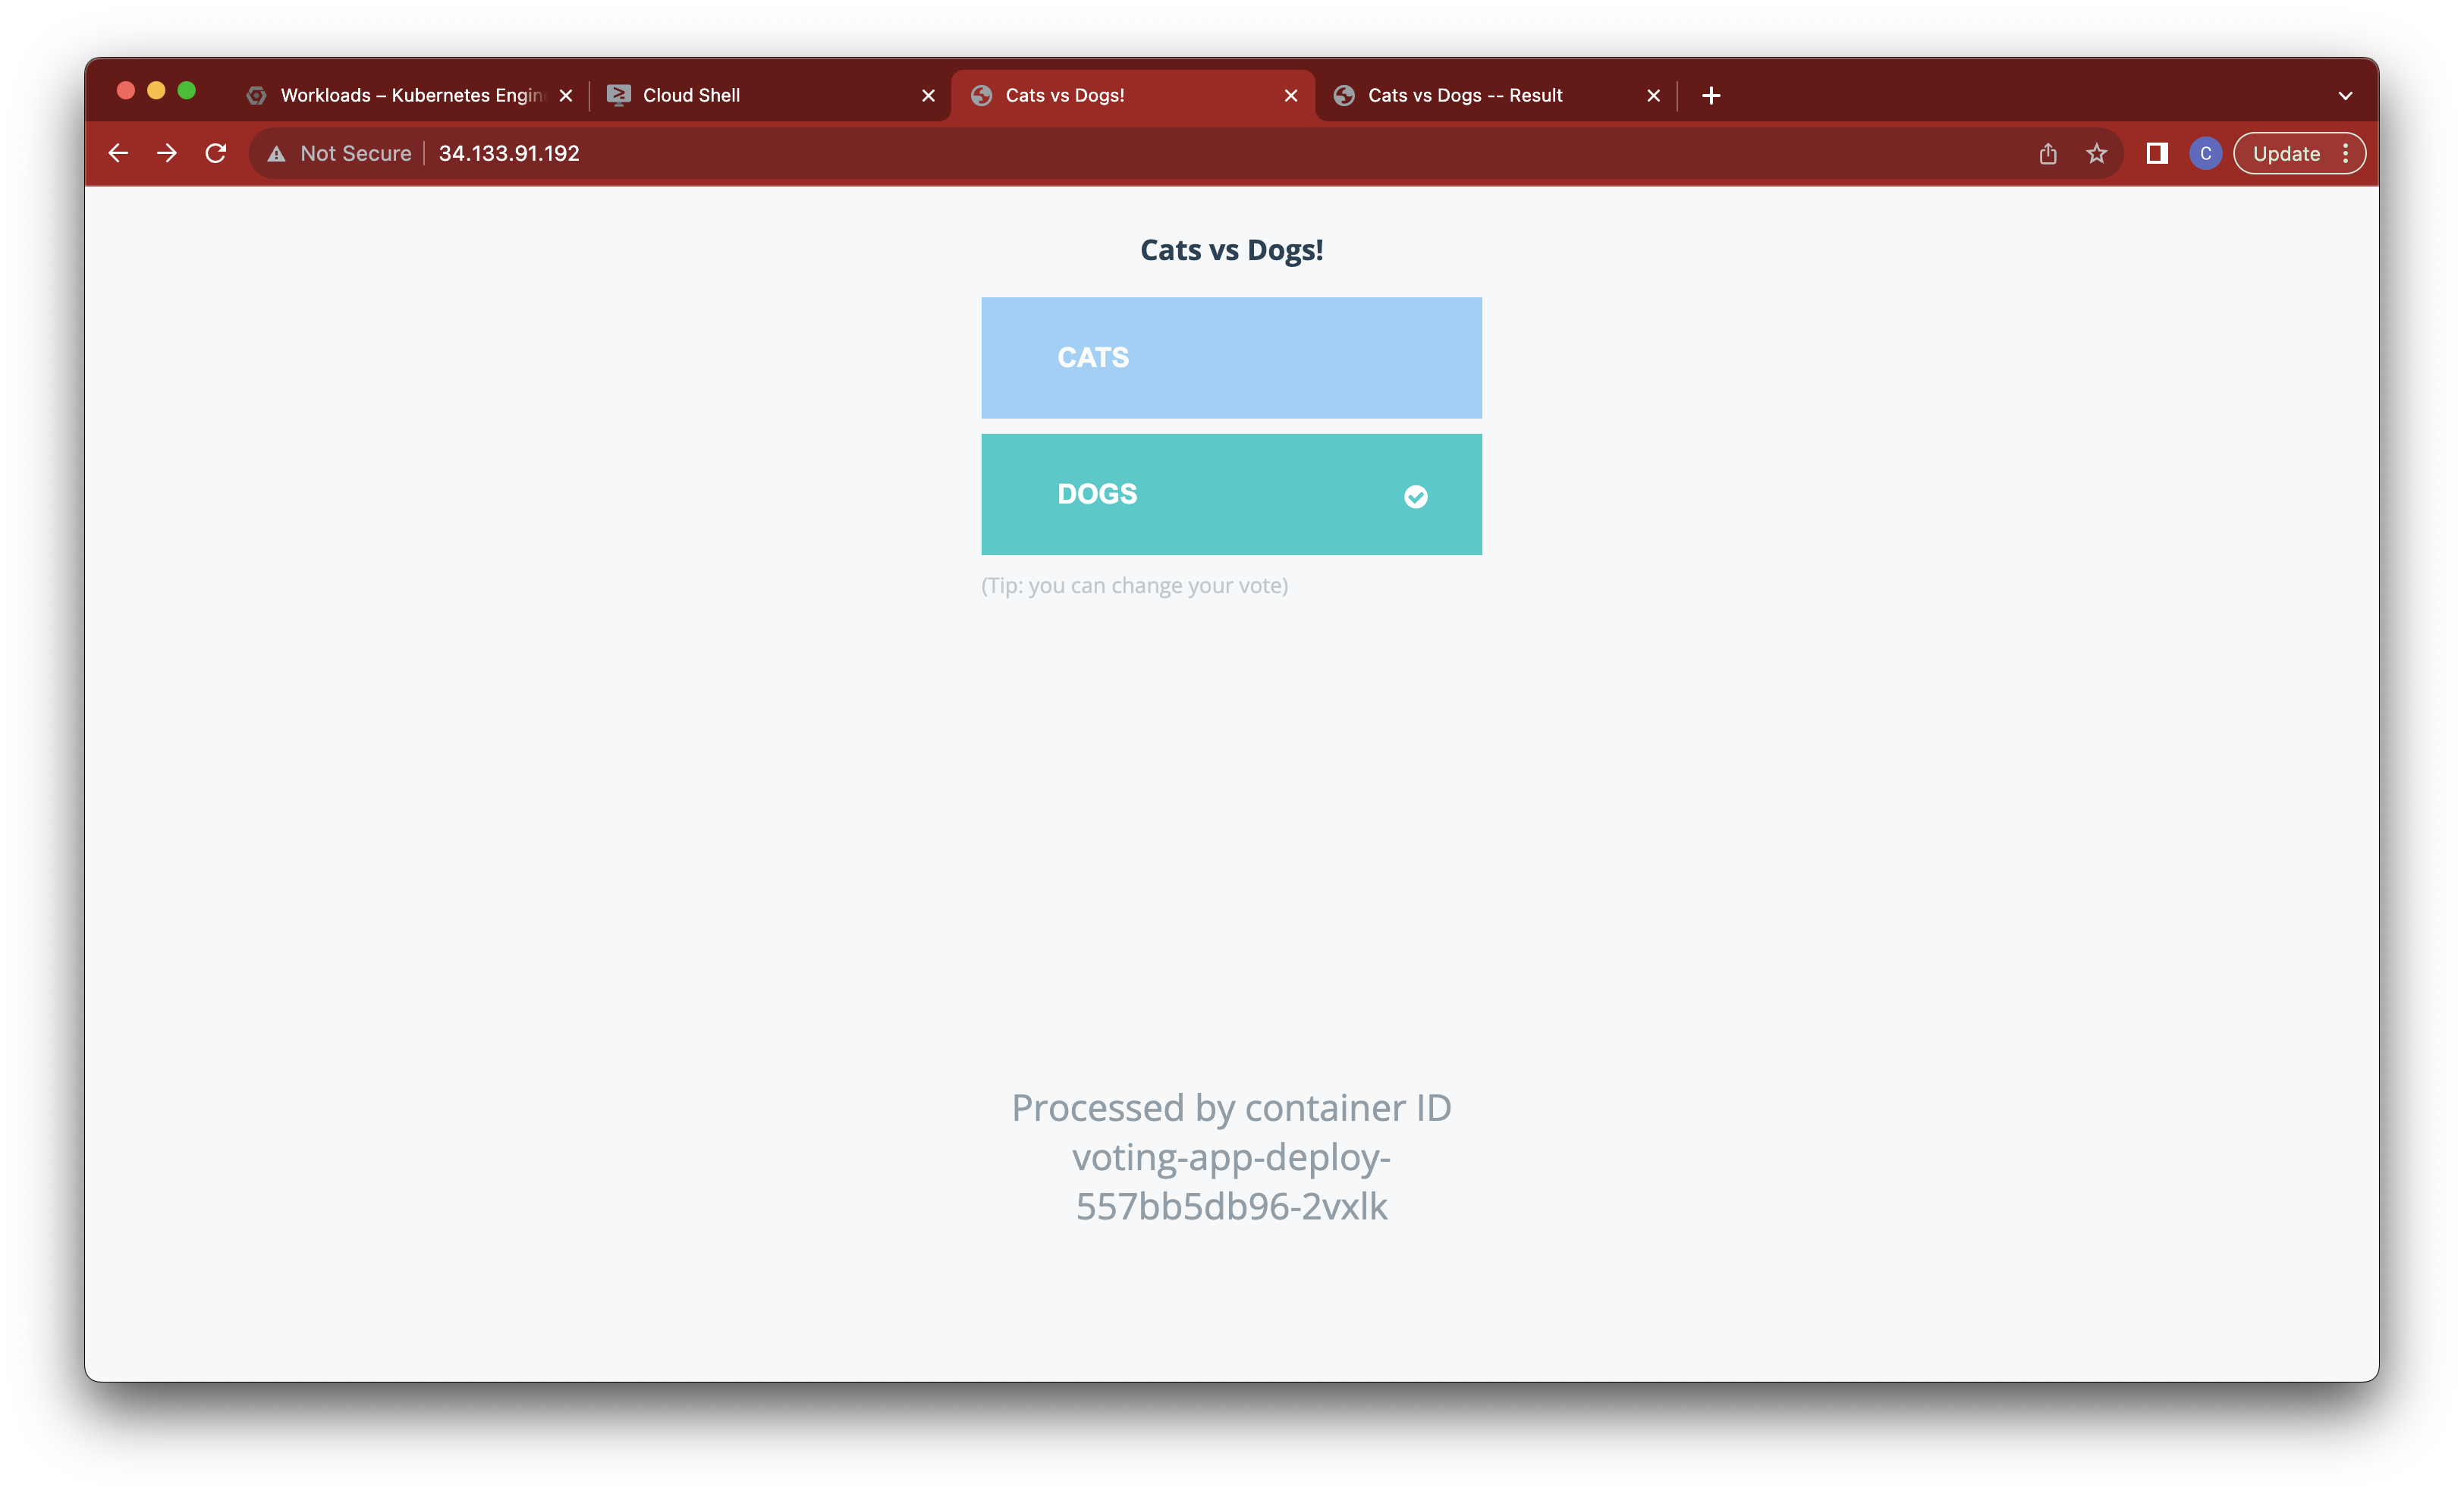 Workloads – Kubernetes Engin
Cloud Shell
Cats vs Dogs!
Cats vs Dogs -- Result
Not Secure
34.133.91.192
C
Update
Cats vs Dogs!
CATS
DOGS
(Tip: you can change your vote)
Processed by container ID
voting-app-deploy-
557bb5db96-2vxlk